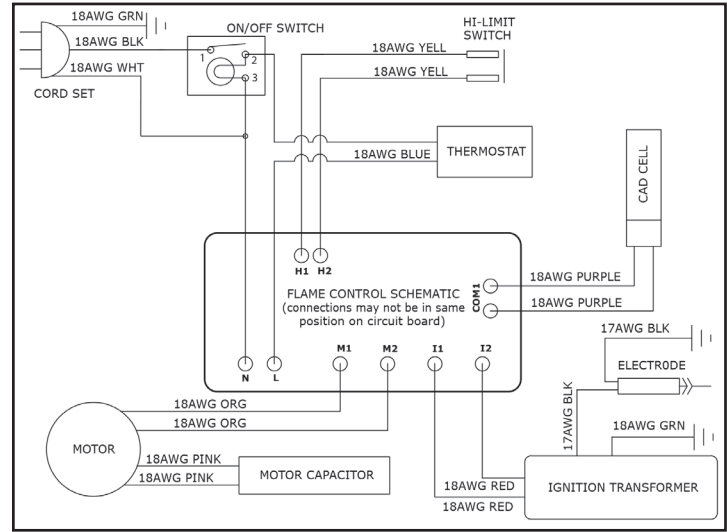 18AWG GRN
18AWG BLK
18AWG WHT
CORD SET
ON/OFF SWITCH
1
2
3
HI-LIMIT
SWITCH
18AWG YELL
18AWG YELL
18AWG BLUE
THERMOSTAT
CAD CELL
H1 H2
FLAME CONTROL SCHEMATIC
(connections may not be in same
position on circuit board)
COM1
18AWG PURPLE
18AWG PURPLE
N L M1 M2 I1 I2
17AWG BLK
ELECTRODE
17AWG BLK
18AWG GRN
18AWG ORG
18AWG ORG
MOTOR
18AWG PINK
18AWG PINK
MOTOR CAPACITOR
18AWG RED
18AWG RED
IGNITION TRANSFORMER